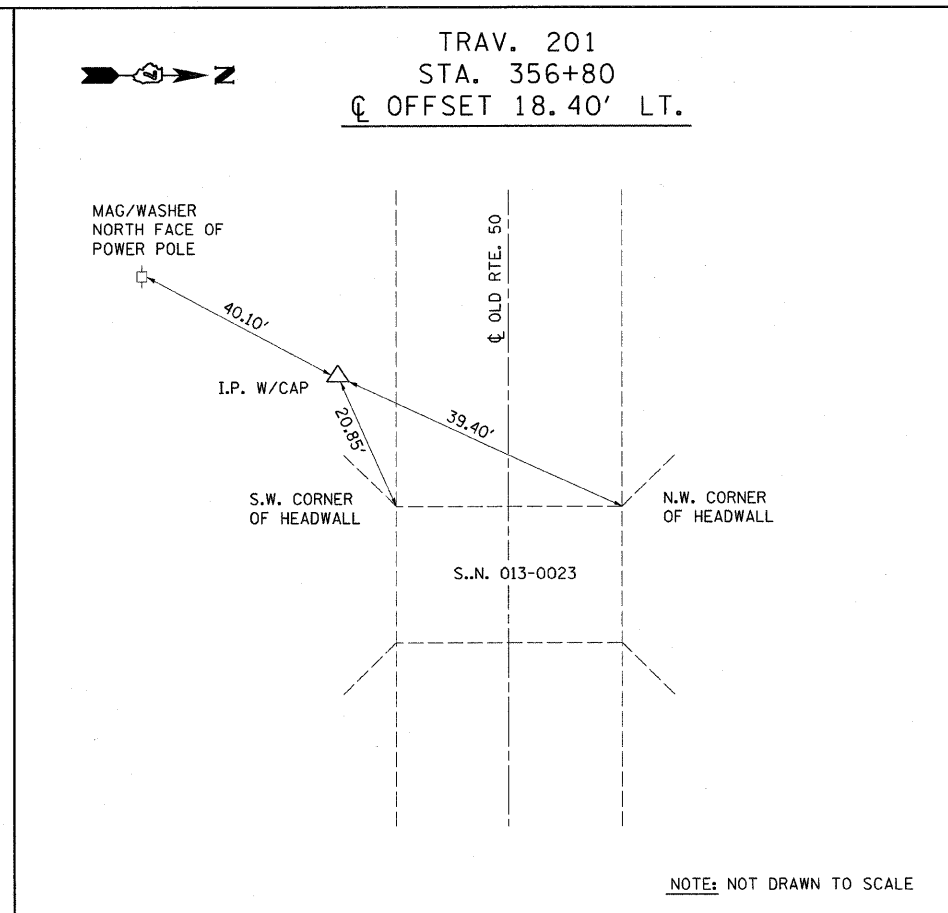 TRAV. 201
STA. 356+80
℄ OFFSET 18.40' LT.
N
MAG/WASHER
NORTH FACE OF
POWER POLE
℄ OLD RTE. 50
40.10'
I.P. W/CAP
20.85'
39.40'
S.W. CORNER
OF HEADWALL
N.W. CORNER
OF HEADWALL
S..N. 013-0023
NOTE: NOT DRAWN TO SCALE